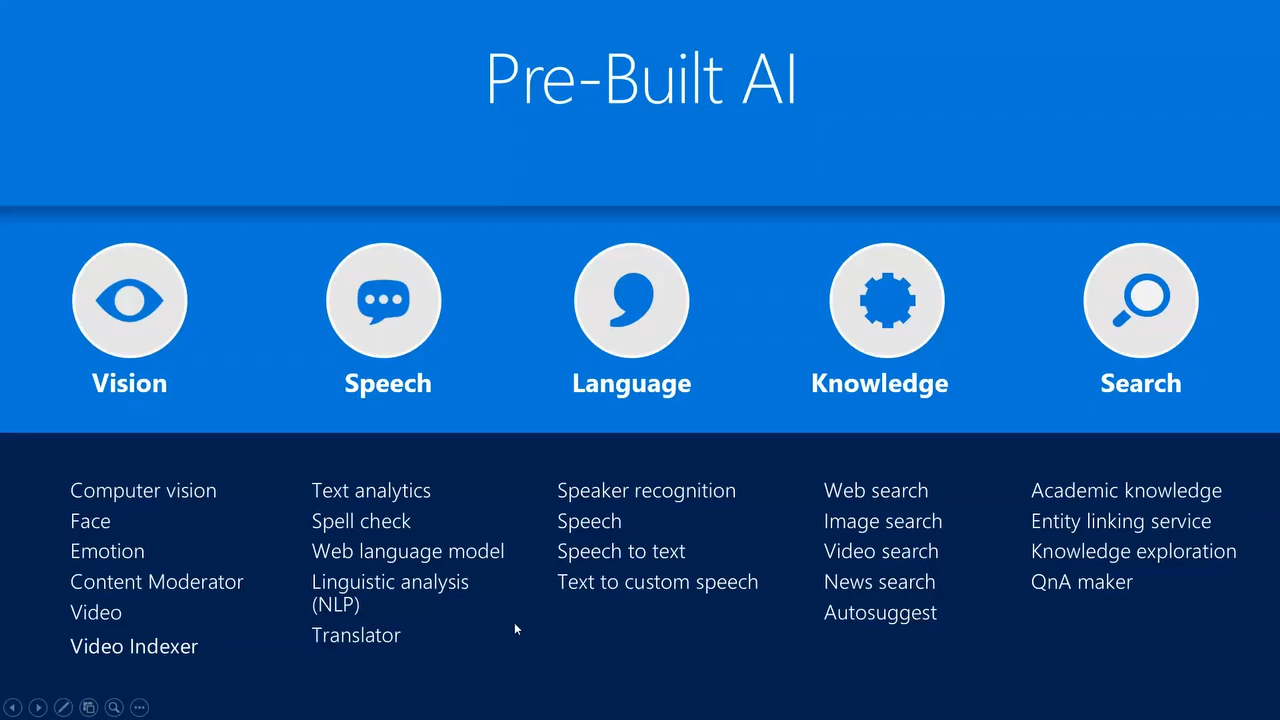 Pre-Built AI
Vision
Speech
Language
Knowledge
Search
Computer vision
Face
Emotion
Content Moderator
Video
Video Indexer
Text analytics
Spell check
Web language model
Linguistic analysis
(NLP)
Translator
Speaker recognition
Speech
Speech to text
Text to custom speech
Web search
Image search
Video search
News search
Autosuggest
Academic knowledge
Entity linking service
Knowledge exploration
QnA maker